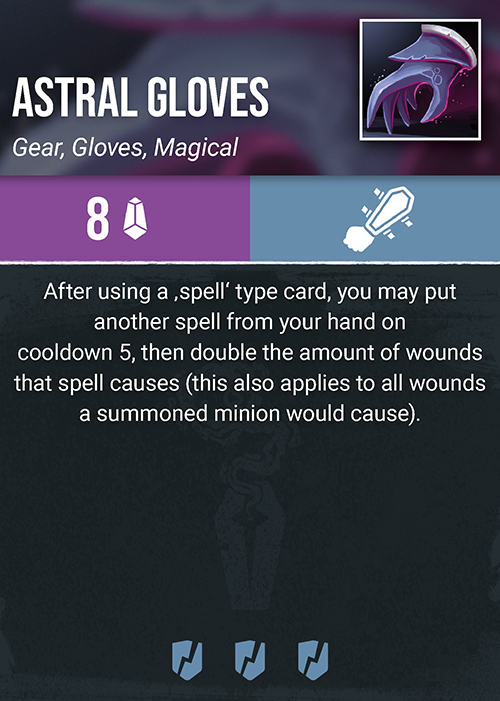 ASTRAL GLOVES
Gear, Gloves, Magical
8
After using a ‚spell‘ type card, you may put
another spell from your hand on
cooldown 5, then double the amount of wounds
that spell causes (this also applies to all wounds
a summoned minion would cause).